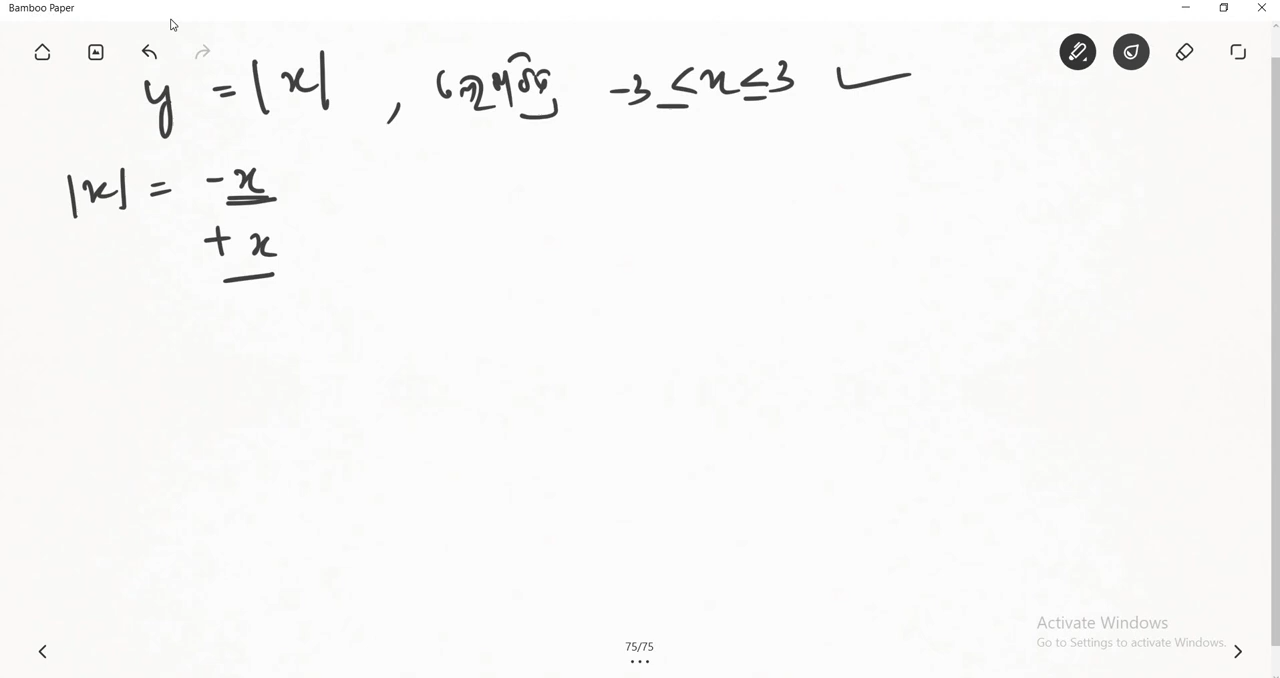 Bamboo Paper
y = |x| , -3 ≤ x ≤ 3
|x| = - x
+ x
75/75
Activate Windows
Go to Settings to activate Windows.